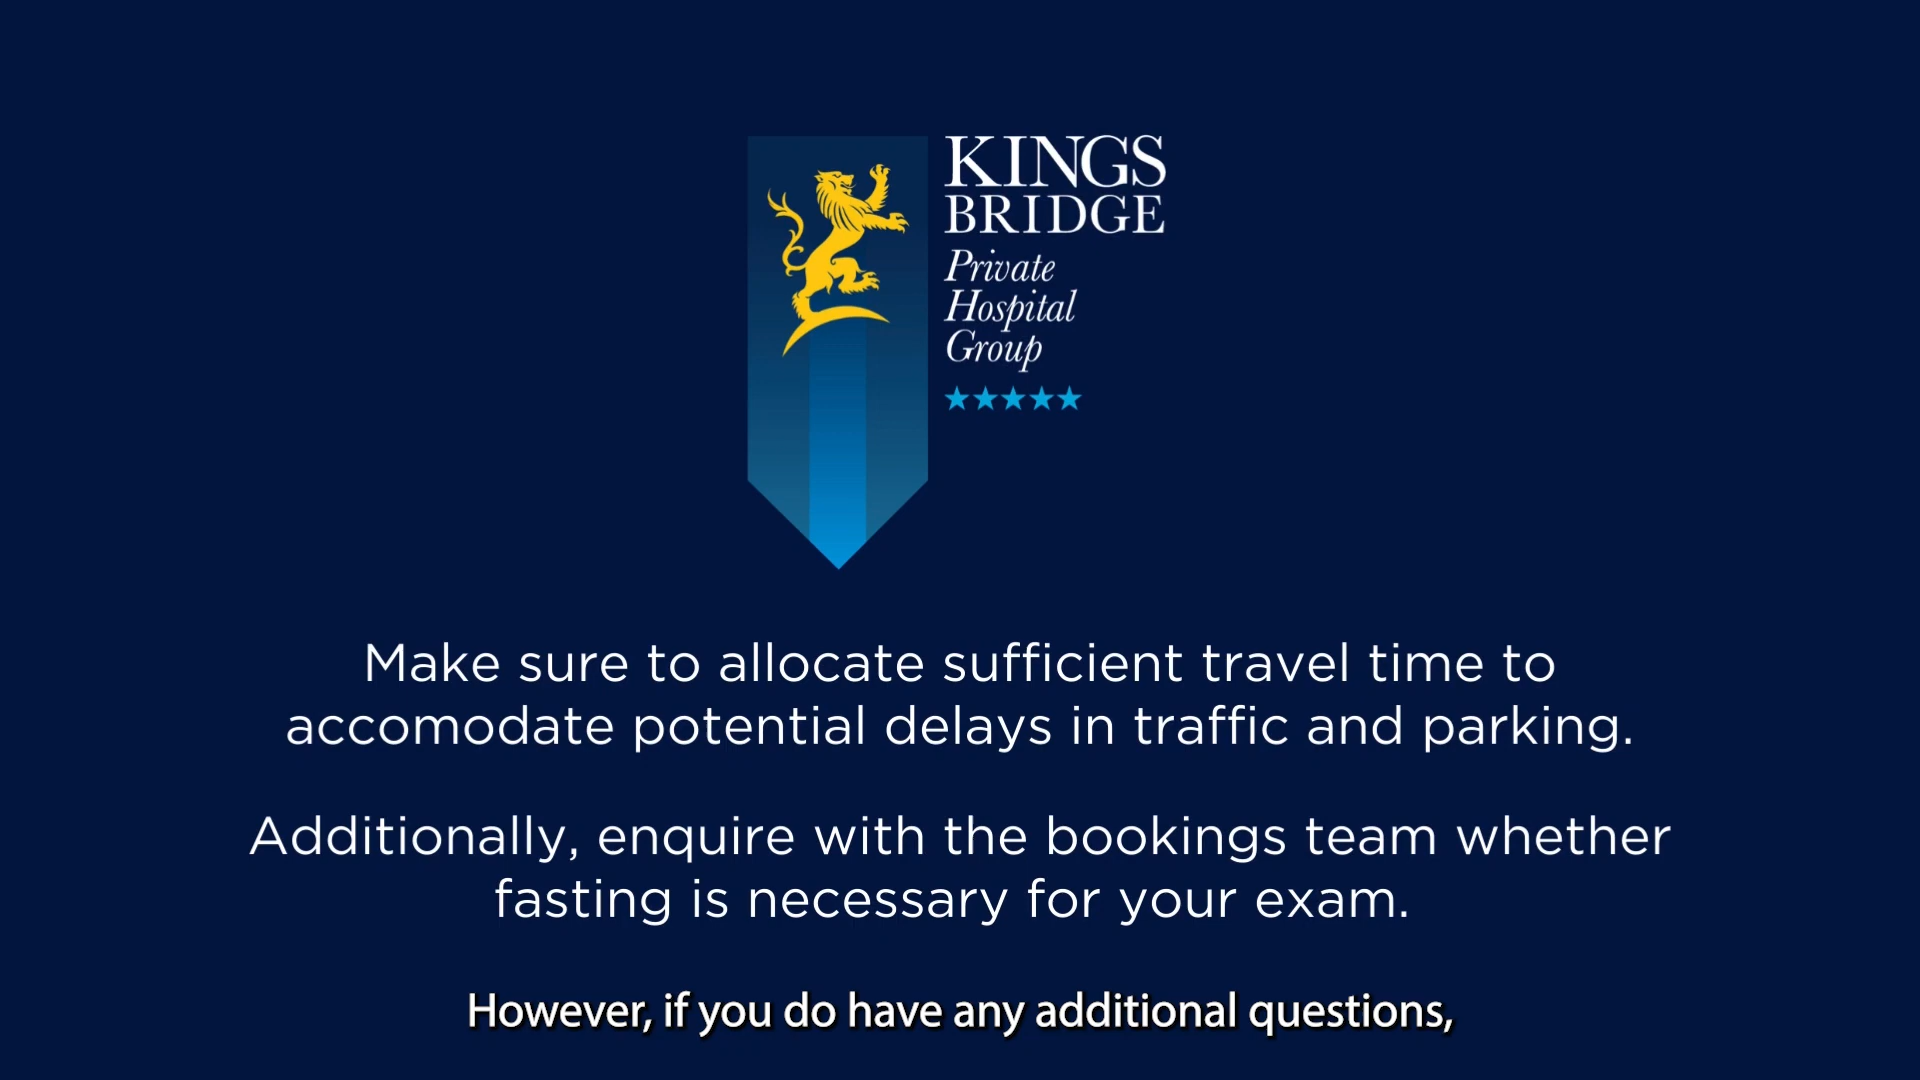 KINGS
BRIDGE
Private
Hospital
Group
Make sure to allocate sufficient travel time to
accomodate potential delays in traffic and parking.
Additionally, enquire with the bookings team whether
fasting is necessary for your exam.
However, if you do have any additional questions,